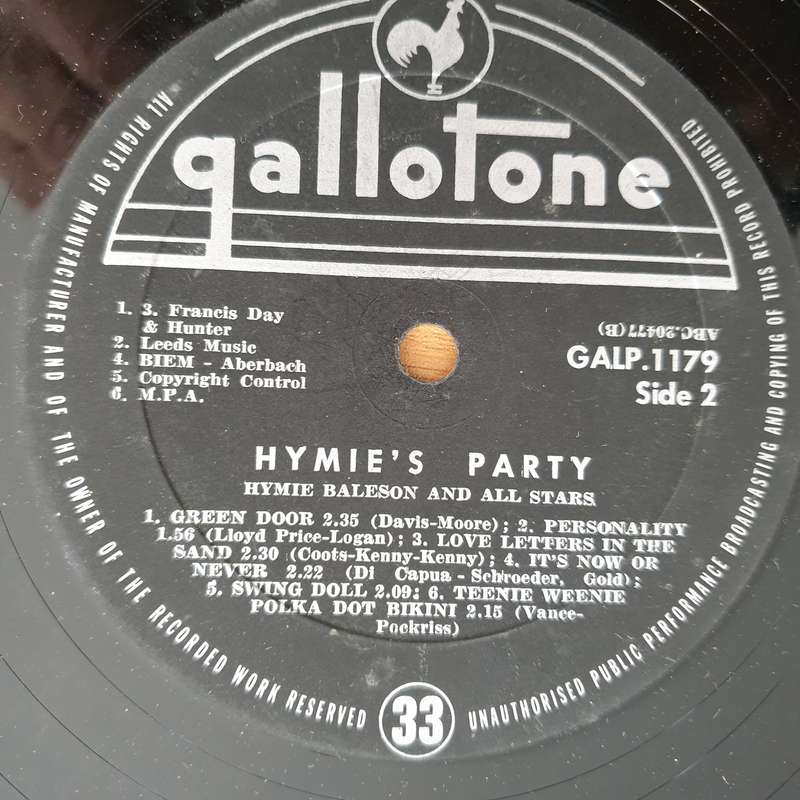 gallotone
1. 3. Francis Day
& Hunter
2. Leeds Music
4. BIEM - Aberbach
5. Copyright Control
6. M.P.A.
ABC.20477 (B)
GALP.1179
Side 2
HYMIE'S PARTY
HYMIE BALESON AND ALL STARS
1. GREEN DOOR 2.35 (Davis-Moore); 2. PERSONALITY
1.56 (Lloyd Price-Logan); 3. LOVE LETTERS IN THE
SAND 2.30 (Coots-Kenny-Kenny); 4. IT'S NOW OR
NEVER 2.22 (Di Capua - Schroeder, Gold);
5. SWING DOLL 2.09; 6. TEENIE WEENIE
POLKA DOT BIKINI 2.15 (Vance-
Pockriss)
ALL RIGHTS OF MANUFACTURER AND OF THE OWNER OF THE RECORDED WORK RESERVED
33
UNAUTHORISED PUBLIC PERFORMANCE BROADCASTING AND COPYING OF THIS RECORD PROHIBITED